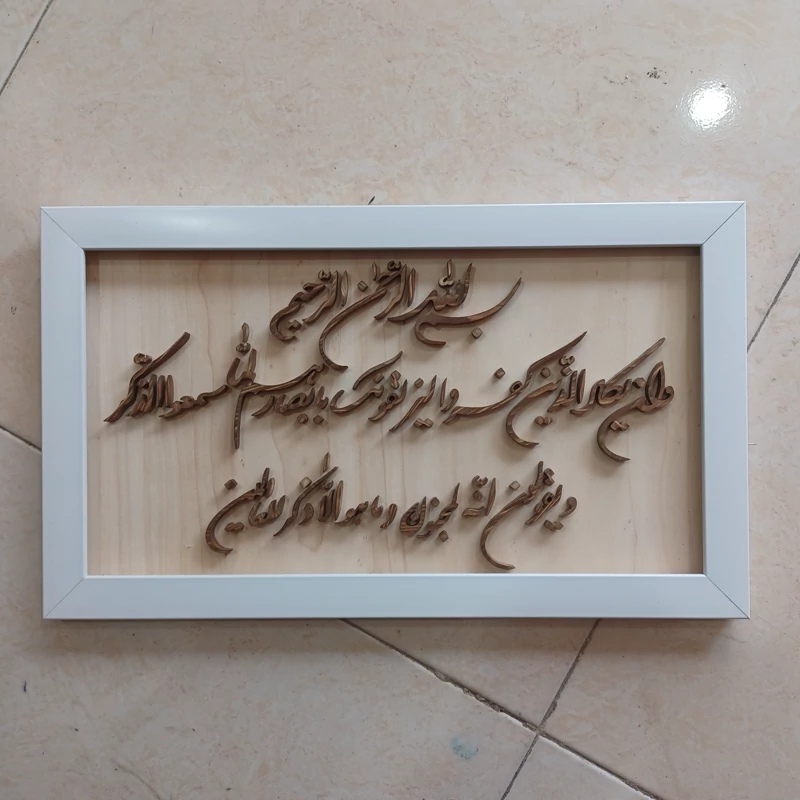 بسم الله الرحمن الرحیم
وان یکاد الذین کفروا لیزلقونک بابصارهم لما سمعوا الذکر
و یقولون انه لمجنون و ما هو الا ذکر للعالمین